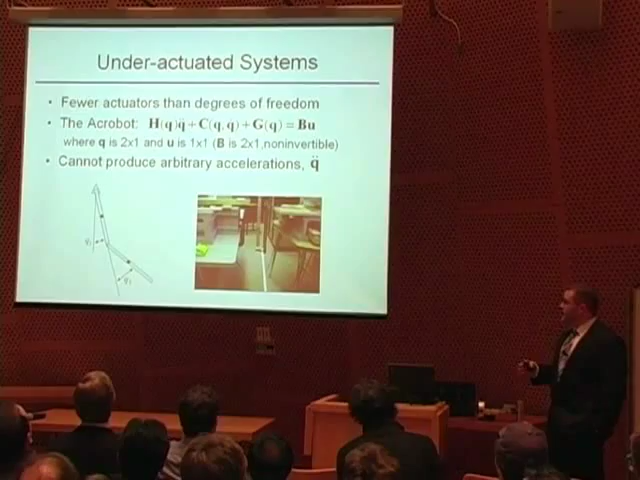 Under-actuated Systems
• Fewer actuators than degrees of freedom
• The Acrobot: H(q)q̈ + C(q, q̇) + G(q) = Bu
where q is 2x1 and u is 1x1 (B is 2x1,noninvertible)
• Cannot produce arbitrary accelerations, q̈